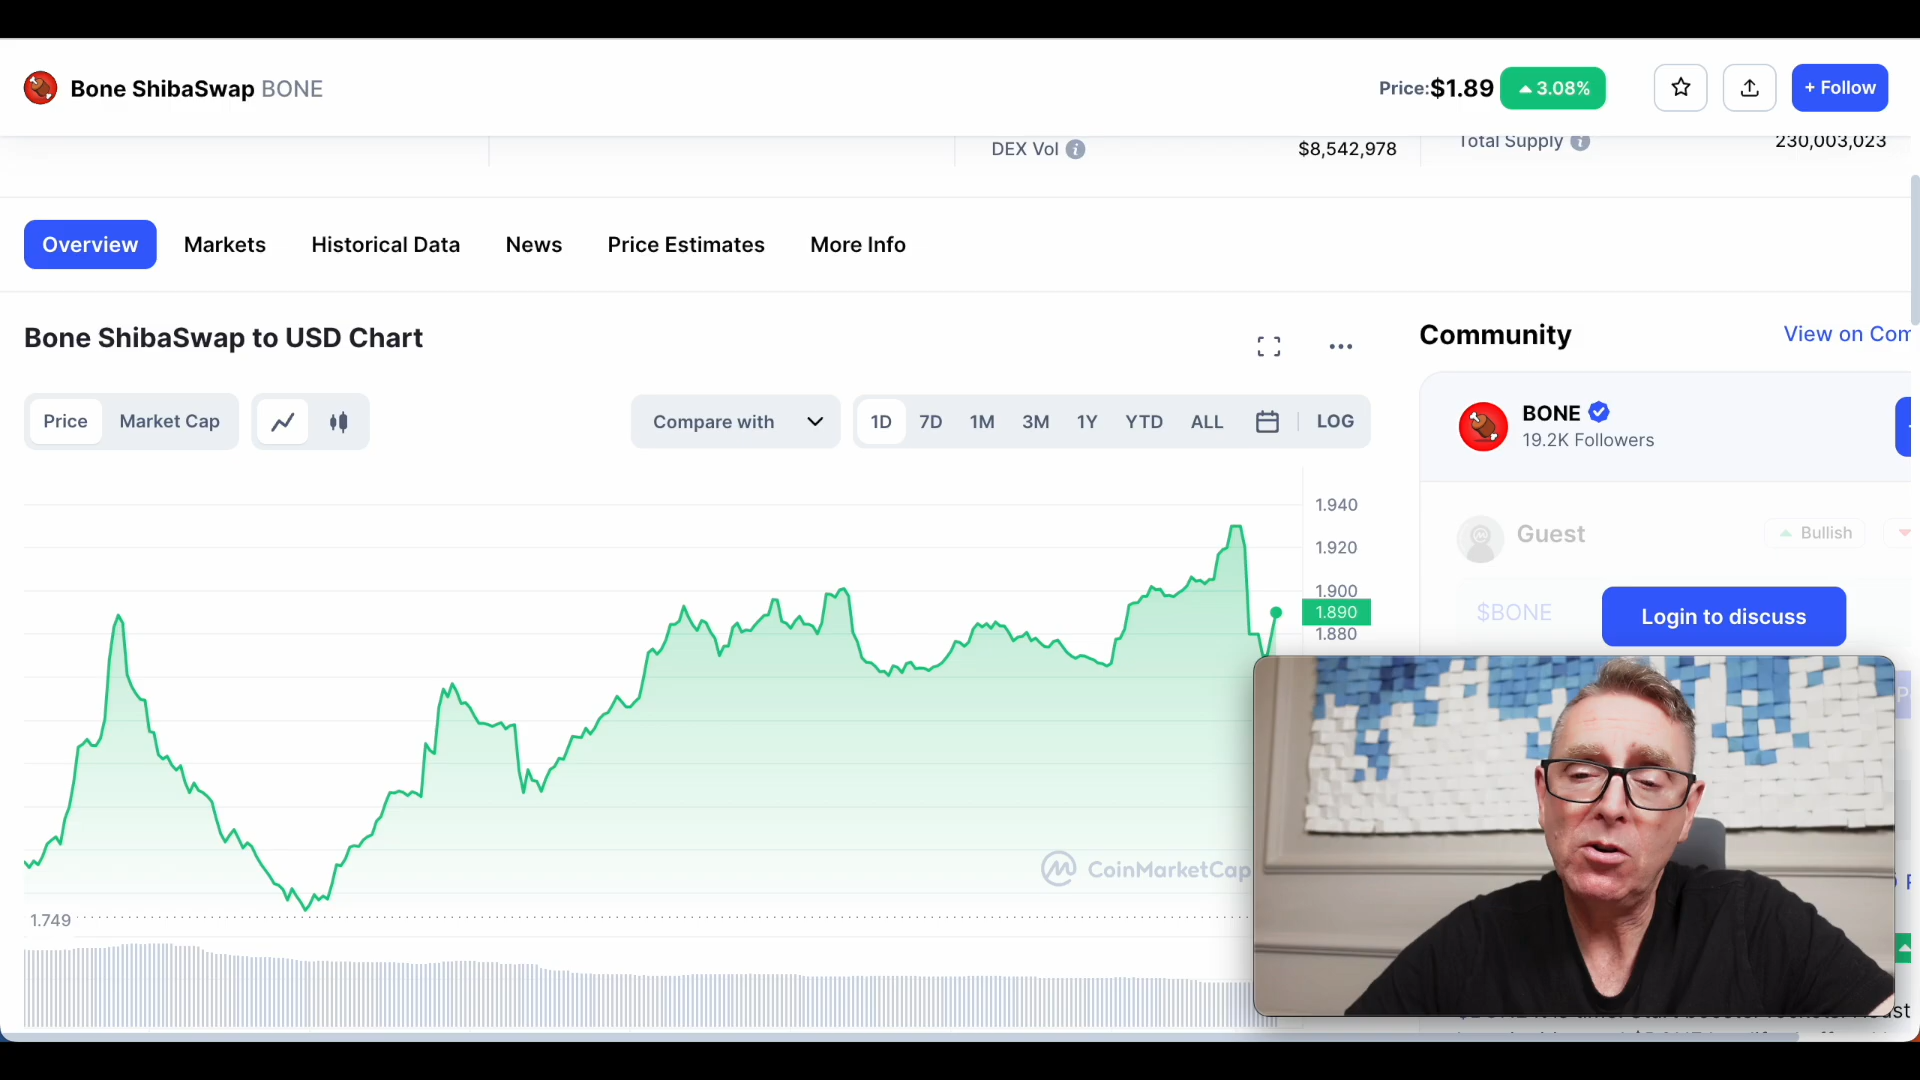 Bone ShibaSwap BONE
Price:$1.89 3.08%
+ Follow
DEX Vol
$8,542,978
Total Supply
230,003,023
Overview
Markets
Historical Data
News
Price Estimates
More Info
Bone ShibaSwap to USD Chart
Price
Market Cap
Compare with
1D
7D
1M
3M
1Y
YTD
ALL
LOG
1.940
1.920
1.900
1.890
1.880
1.749
CoinMarketCap
Community
View on Com
BONE
19.2K Followers
Guest
Bullish
$BONE
Login to discuss